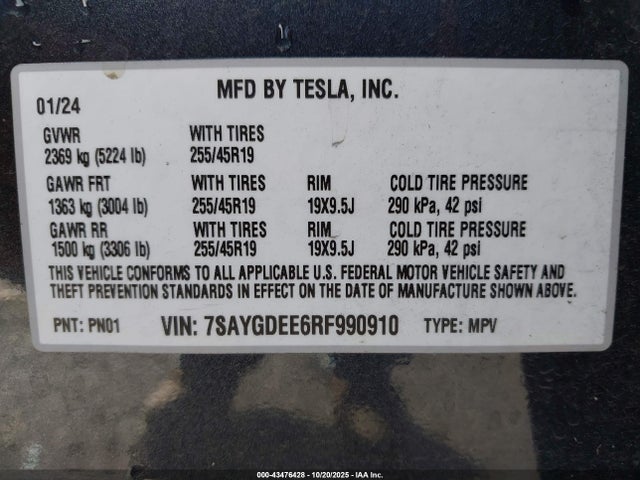 MFD BY TESLA, INC.
01/24
GVWR WITH TIRES
2369 kg (5224 lb) 255/45R19
GAWR FRT WITH TIRES RIM COLD TIRE PRESSURE
1363 kg (3004 lb) 255/45R19 19X9.5J 290 kPa, 42 psi
GAWR RR WITH TIRES RIM COLD TIRE PRESSURE
1500 kg (3306 lb) 255/45R19 19X9.5J 290 kPa, 42 psi
THIS VEHICLE CONFORMS TO ALL APPLICABLE U.S. FEDERAL MOTOR VEHICLE SAFETY AND
THEFT PREVENTION STANDARDS IN EFFECT ON THE DATE OF MANUFACTURE SHOWN ABOVE.
PNT: PN01 VIN: 7SAYGDEE6RF990910 TYPE: MPV
000-43476428 - 10/20/2025 - IAA Inc.